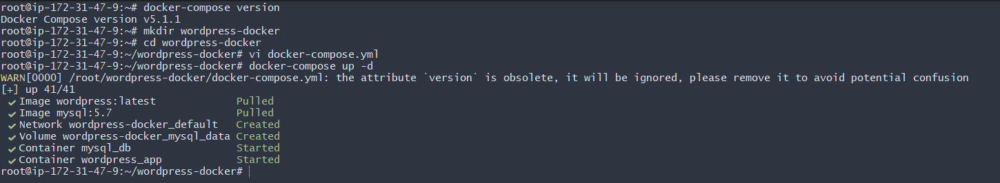 root@ip-172-31-47-9:~# docker-compose version
Docker Compose version v5.1.1
root@ip-172-31-47-9:~# mkdir wordpress-docker
root@ip-172-31-47-9:~# cd wordpress-docker
root@ip-172-31-47-9:~/wordpress-docker# vi docker-compose.yml
root@ip-172-31-47-9:~/wordpress-docker# docker-compose up -d
WARN[0000] /root/wordpress-docker/docker-compose.yml: the attribute `version` is obsolete, it will be ignored, please remove it to avoid potential confusion
[+] up 41/41
✔ Image wordpress:latest Pulled
✔ Image mysql:5.7 Pulled
✔ Network wordpress-docker_default Created
✔ Volume wordpress-docker_mysql_data Created
✔ Container mysql_db Started
✔ Container wordpress_app Started
root@ip-172-31-47-9:~/wordpress-docker#